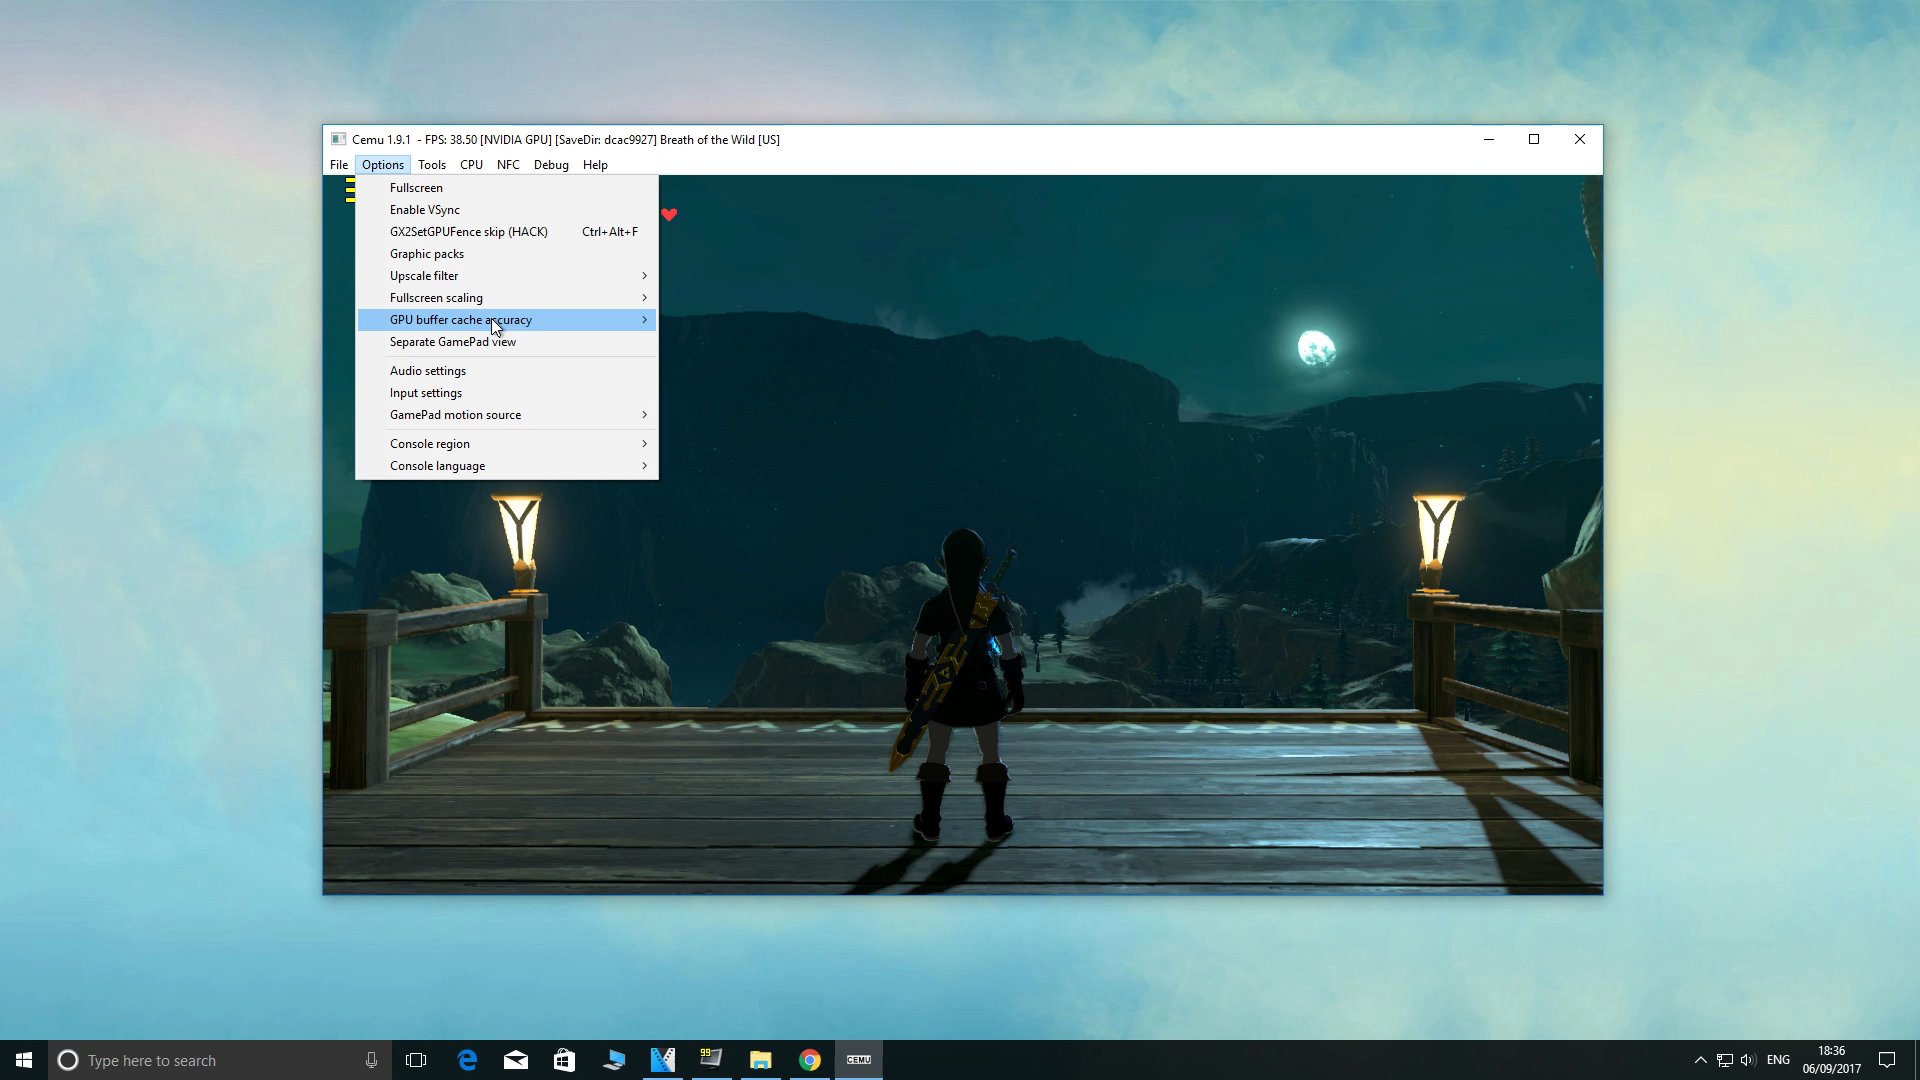 Cemu 1.9.1 - FPS: 38.50 [NVIDIA GPU] [SaveDir: dcac9927] Breath of the Wild [US]
File Options Tools CPU NFC Debug Help
Fullscreen
Enable VSync
GX2SetGPUFence skip (HACK) Ctrl+Alt+F
Graphic packs
Upscale filter
Fullscreen scaling
GPU buffer cache accuracy
Separate GamePad view
Audio settings
Input settings
GamePad motion source
Console region
Console language
Type here to search
99
CEMU
ENG
18:36
06/09/2017